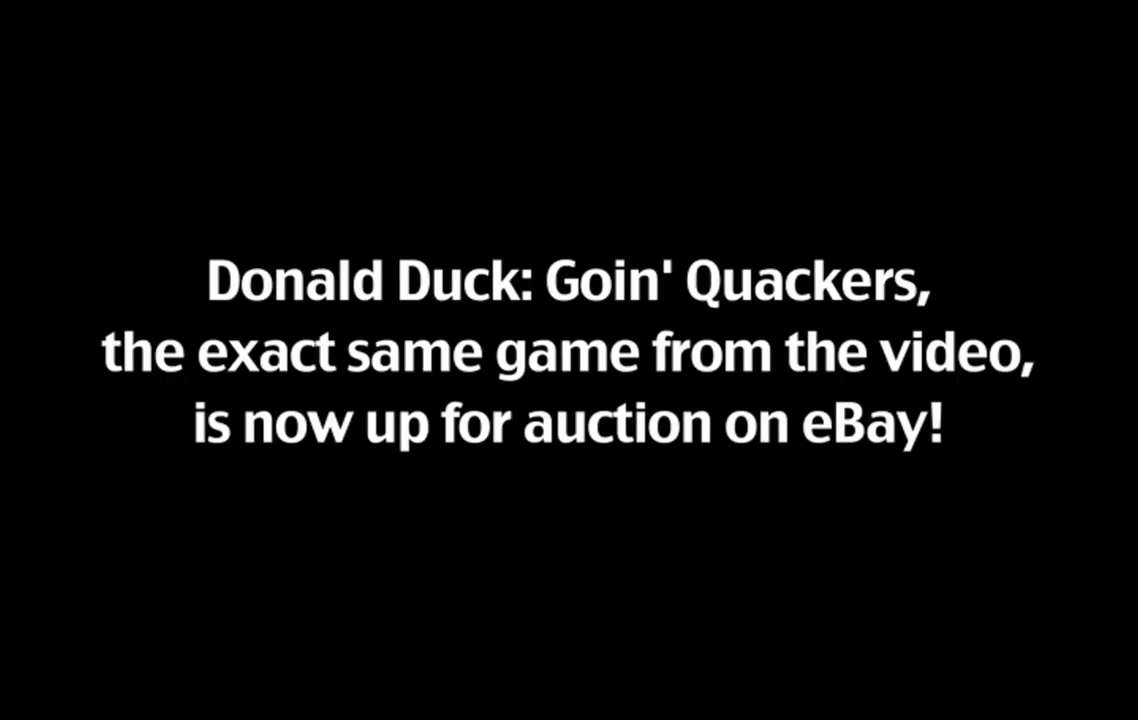 Donald Duck: Goin' Quackers,
the exact same game from the video,
is now up for auction on eBay!